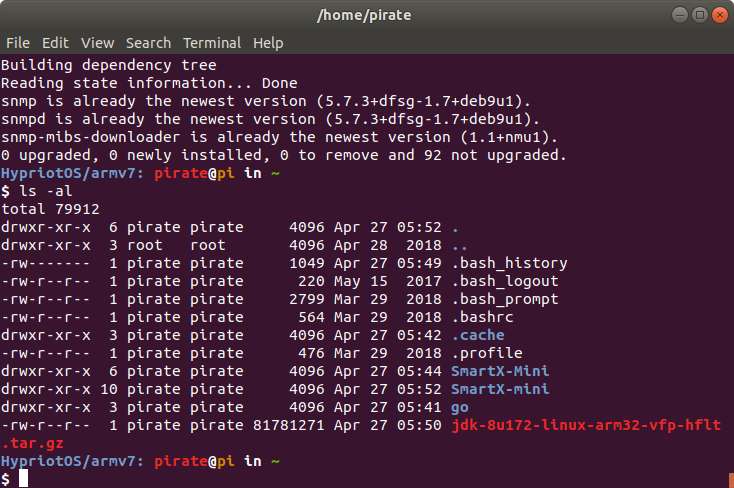 /home/pirate
File Edit View Search Terminal Help
Building dependency tree
Reading state information... Done
snmp is already the newest version (5.7.3+dfsg-1.7+deb9u1).
snmpd is already the newest version (5.7.3+dfsg-1.7+deb9u1).
snmp-mibs-downloader is already the newest version (1.1+nmu1).
0 upgraded, 0 newly installed, 0 to remove and 92 not upgraded.
HypriotOS/armv7: pirate@pi in ~
$ ls -al
total 79912
drwxr-xr-x  6 pirate pirate     4096 Apr 27 05:52 .
drwxr-xr-x  3 root   root       4096 Apr 28  2018 ..
-rw-------  1 pirate pirate     1049 Apr 27 05:49 .bash_history
-rw-r--r--  1 pirate pirate      220 May 15  2017 .bash_logout
-rw-r--r--  1 pirate pirate     2799 Mar 29  2018 .bash_prompt
-rw-r--r--  1 pirate pirate      564 Mar 29  2018 .bashrc
drwxr-xr-x  3 pirate pirate     4096 Apr 27 05:42 .cache
-rw-r--r--  1 pirate pirate      476 Mar 29  2018 .profile
drwxr-xr-x  6 pirate pirate     4096 Apr 27 05:44 SmartX-Mini
drwxr-xr-x 10 pirate pirate     4096 Apr 27 05:52 SmartX-mini
drwxr-xr-x  3 pirate pirate     4096 Apr 27 05:41 go
-rw-r--r--  1 pirate pirate 81781271 Apr 27 05:50 jdk-8u172-linux-arm32-vfp-hflt
.tar.gz
HypriotOS/armv7: pirate@pi in ~
$